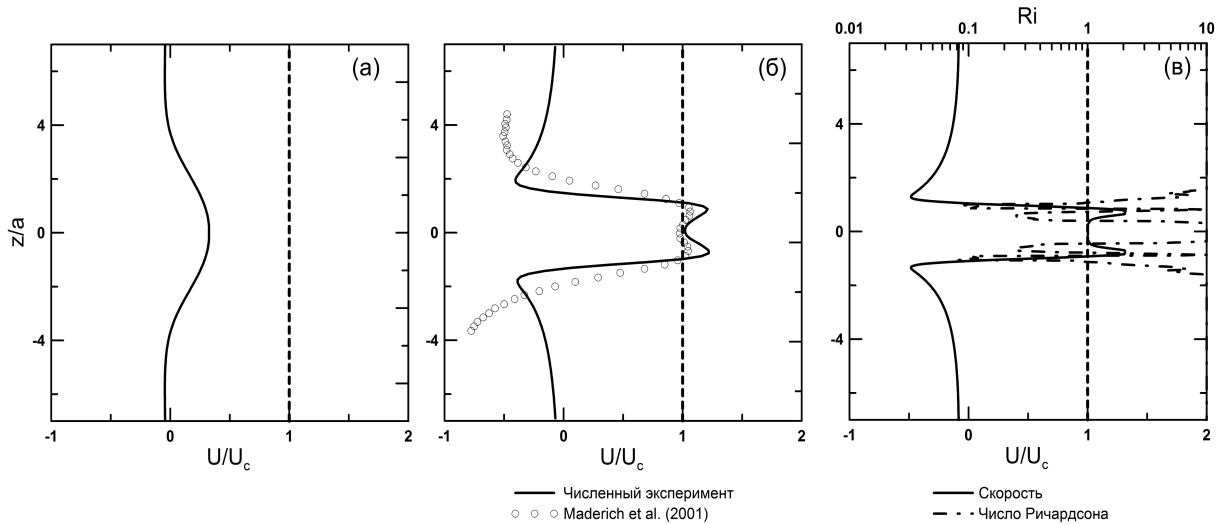 0.01 0.1 Ri 1 10
(а) (б) (в)
4 4 4
z/a 0 0 0
-4 -4 -4
-1 0 1 2 -1 0 1 2 -1 0 1 2
U/Uc U/Uc U/Uc
Численный эксперимент Скорость
Maderich et al. (2001) Число Ричардсона